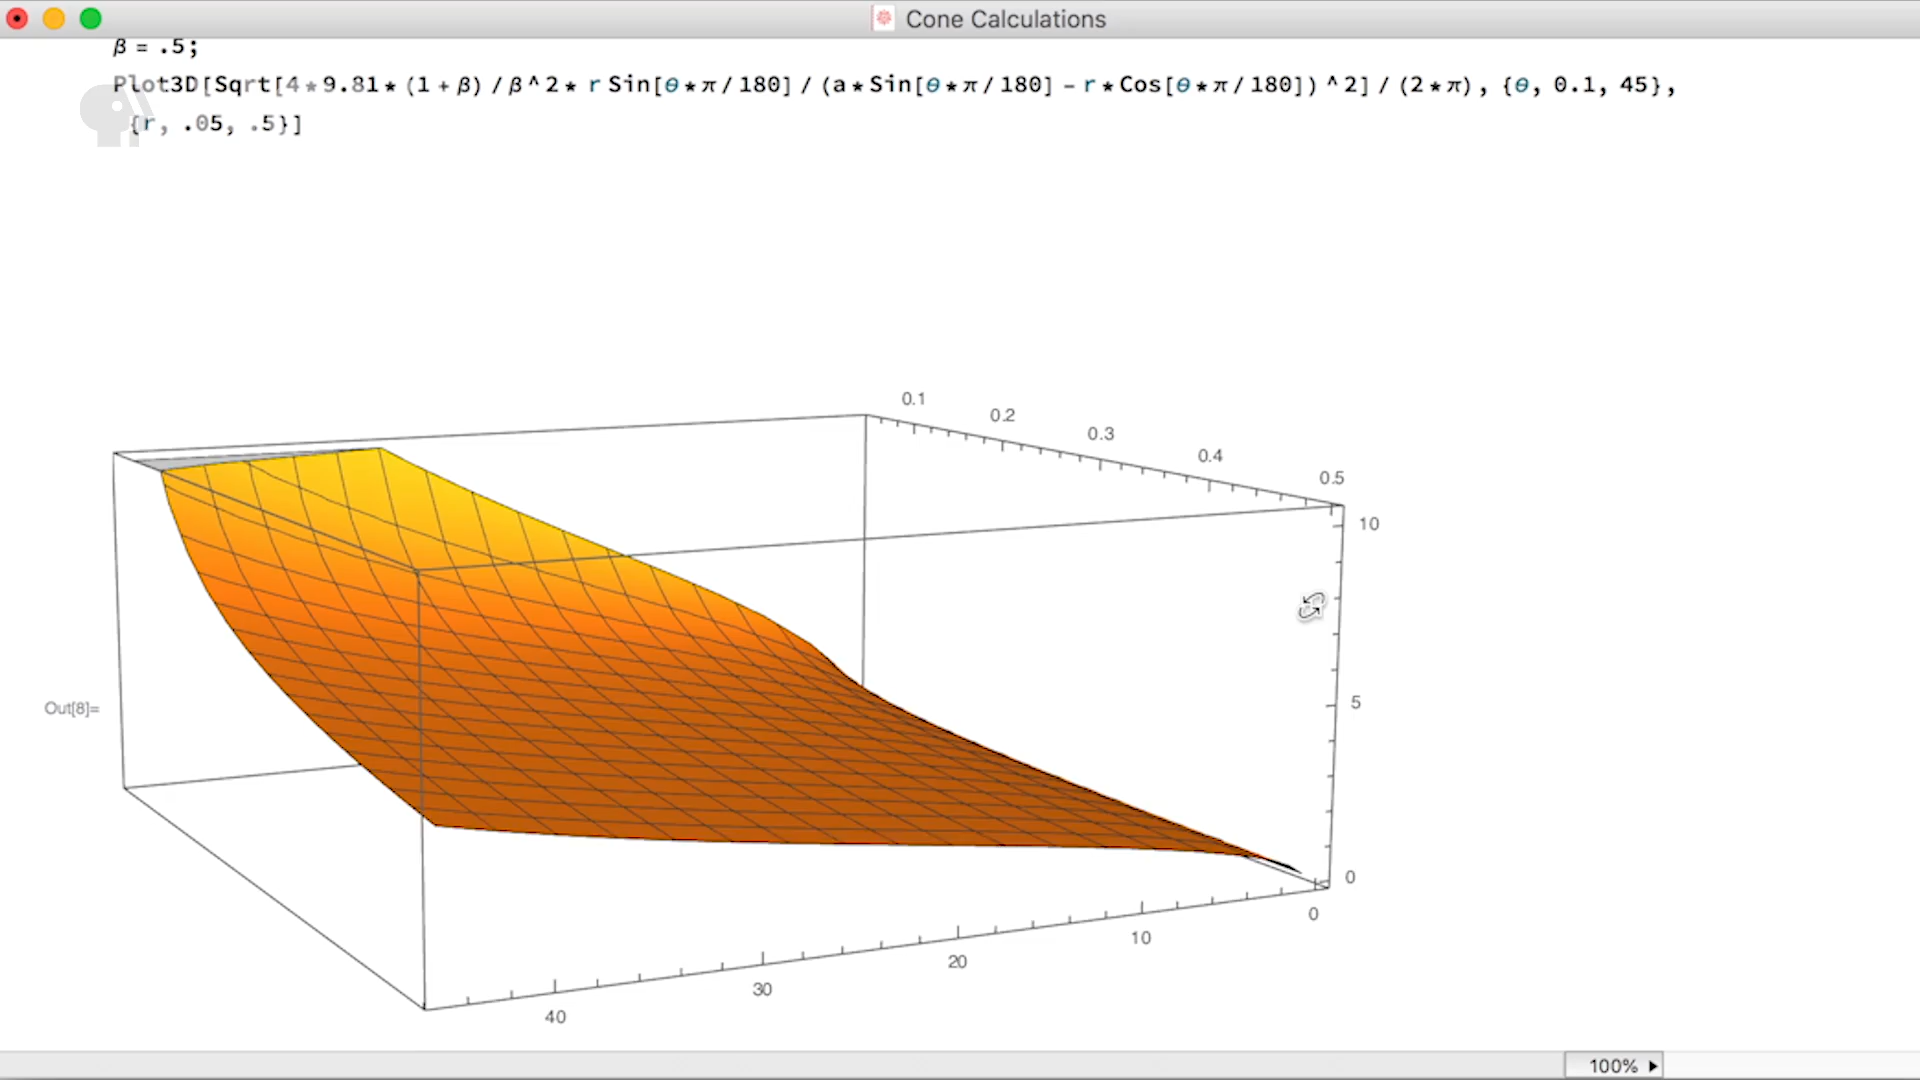 Cone Calculations
β = .5;
Plot3D[Sqrt[4*9.81*(1+β)/β^2* r Sin[θ*π/180]/(a*Sin[θ*π/180]-r*Cos[θ*π/180])^2]/(2*π), {θ, 0.1, 45},
{r, .05, .5}]
0.1
0.2
0.3
0.4
0.5
10
5
0
Out[8]=
0
10
20
30
40
100%